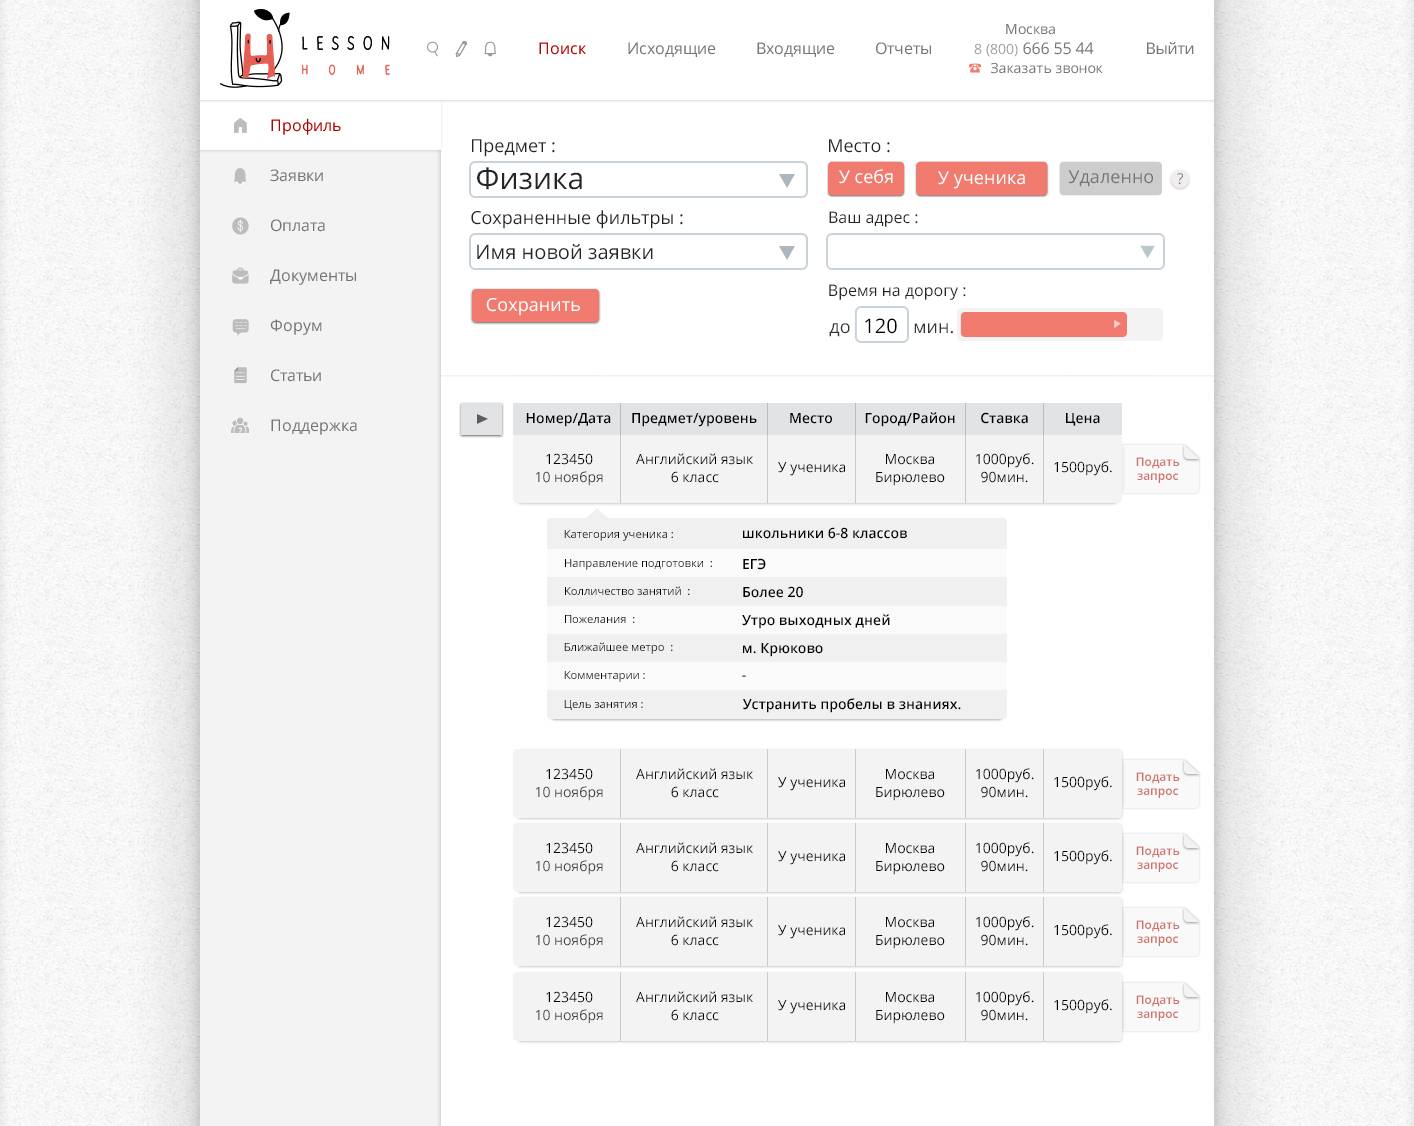 LESSON
HOME
Поиск
Исходящие
Входящие
Отчеты
Москва
8 (800) 666 55 44
Заказать звонок
Выйти
Профиль
Заявки
Оплата
Документы
Форум
Статьи
Поддержка
Предмет :
Физика
Сохраненные фильтры :
Имя новой заявки
Сохранить
Место :
У себя
У ученика
Удаленно
?
Ваш адрес :
Время на дорогу :
до 120 мин.
Номер/Дата Предмет/уровень Место Город/Район Ставка Цена
123450 Английский язык У ученика Москва 1000руб. 1500руб. Подать
10 ноября 6 класс Бирюлево 90мин. запрос
Категория ученика : школьники 6-8 классов
Направление подготовки : ЕГЭ
Колличество занятий : Более 20
Пожелания : Утро выходных дней
Ближайшее метро : м. Крюково
Комментарии : -
Цель занятия : Устранить пробелы в знаниях.
123450 Английский язык У ученика Москва 1000руб. 1500руб. Подать
10 ноября 6 класс Бирюлево 90мин. запрос
123450 Английский язык У ученика Москва 1000руб. 1500руб. Подать
10 ноября 6 класс Бирюлево 90мин. запрос
123450 Английский язык У ученика Москва 1000руб. 1500руб. Подать
10 ноября 6 класс Бирюлево 90мин. запрос
123450 Английский язык У ученика Москва 1000руб. 1500руб. Подать
10 ноября 6 класс Бирюлево 90мин. запрос